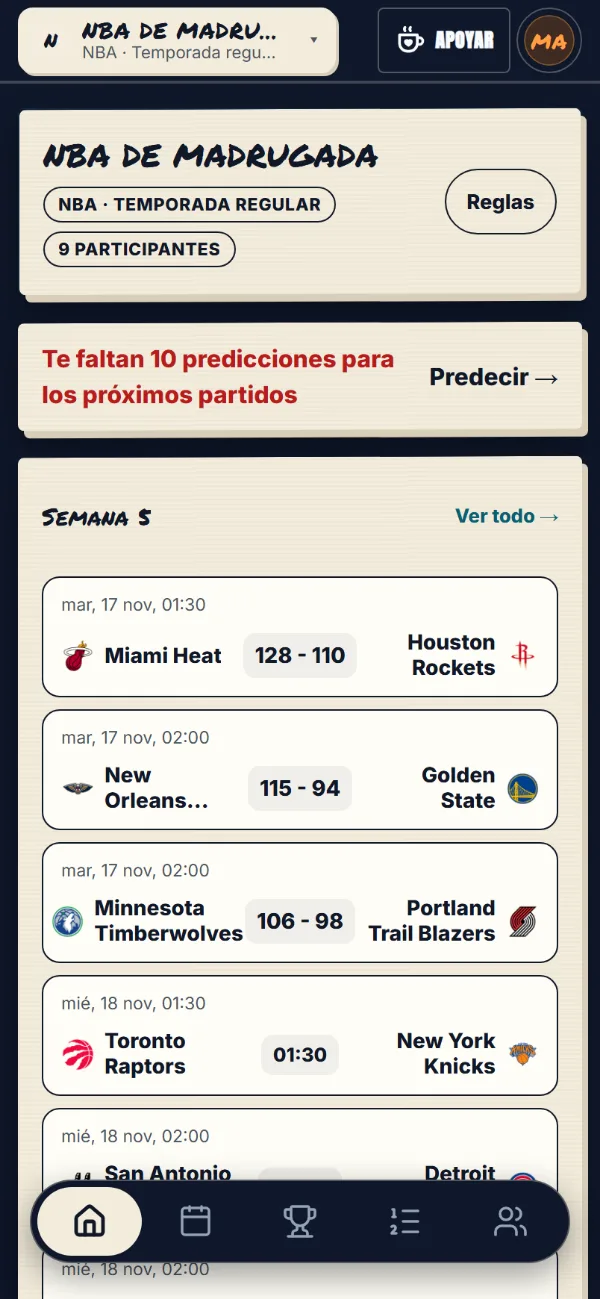 N
NBA DE MADRU...
NBA · Temporada regu...
APOYAR
MA
NBA DE MADRUGADA
NBA · TEMPORADA REGULAR
9 PARTICIPANTES
Reglas
Te faltan 10 predicciones para
los próximos partidos
Predecir →
SEMANA 5
Ver todo →
mar, 17 nov, 01:30
Miami Heat
128 - 110
Houston
Rockets
mar, 17 nov, 02:00
New
Orleans...
115 - 94
Golden
State
mar, 17 nov, 02:00
Minnesota
Timberwolves
106 - 98
Portland
Trail Blazers
mié, 18 nov, 01:30
Toronto
Raptors
01:30
New York
Knicks
mié, 18 nov, 02:00
San Antonio
Detroit
mié, 18 nov, 02:00